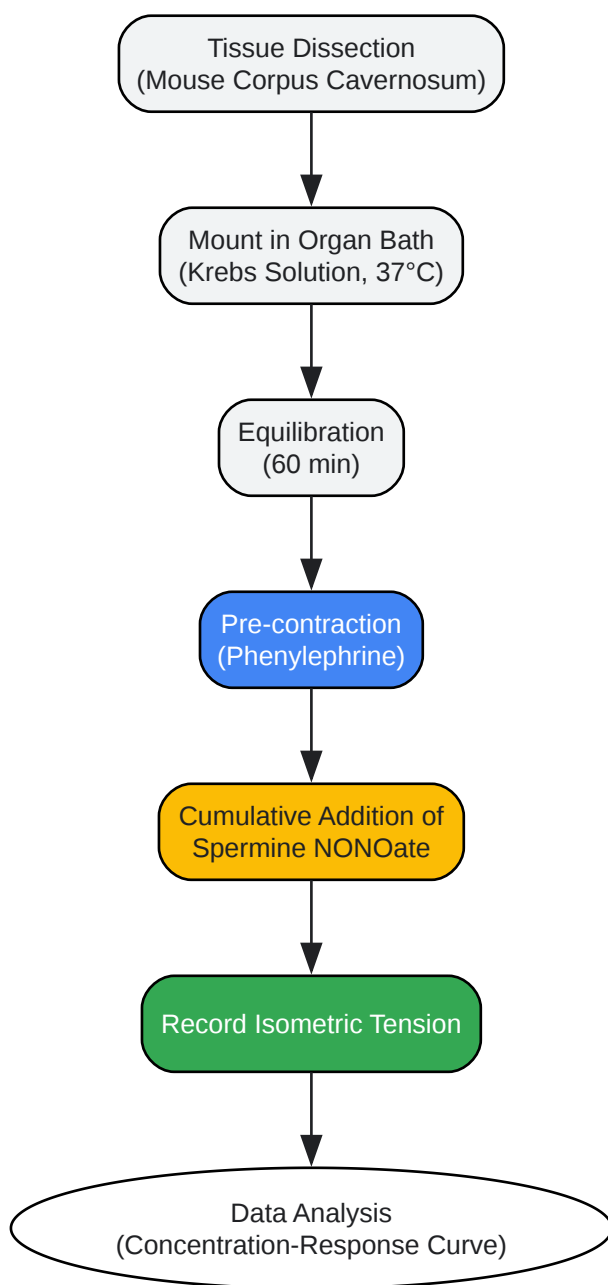 Tissue Dissection
(Mouse Corpus Cavernosum)
Mount in Organ Bath
(Krebs Solution, 37°C)
Equilibration
(60 min)
Pre-contraction
(Phenylephrine)
Cumulative Addition of
Spermine NONOate
Record Isometric Tension
Data Analysis
(Concentration-Response Curve)